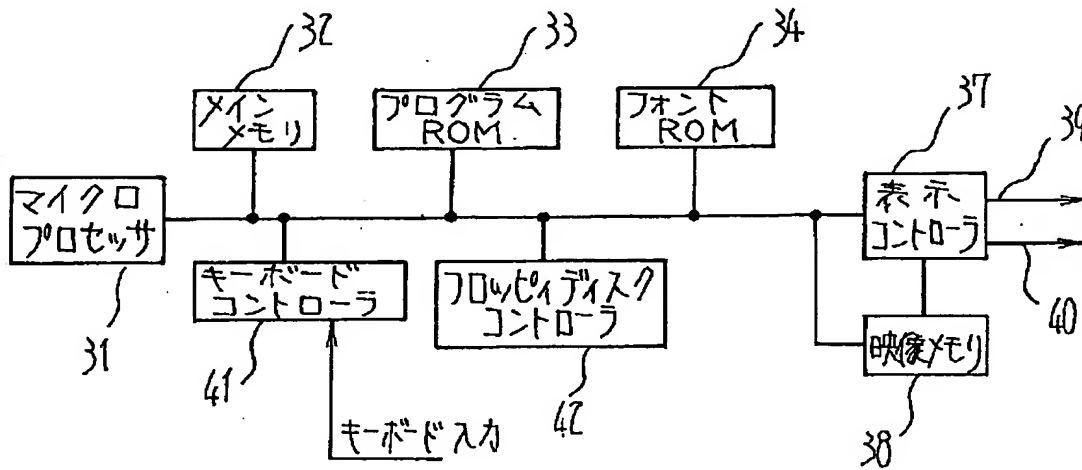 32
33
34
メイン
メモリ
プログラム
ROM
フォント
ROM
37
39
マイクロ
プロセッサ
表示
コントローラ
キーボード
コントローラ
フロッピィディスク
コントローラ
40
映像メモリ
31
41
42
38
キーボード入力